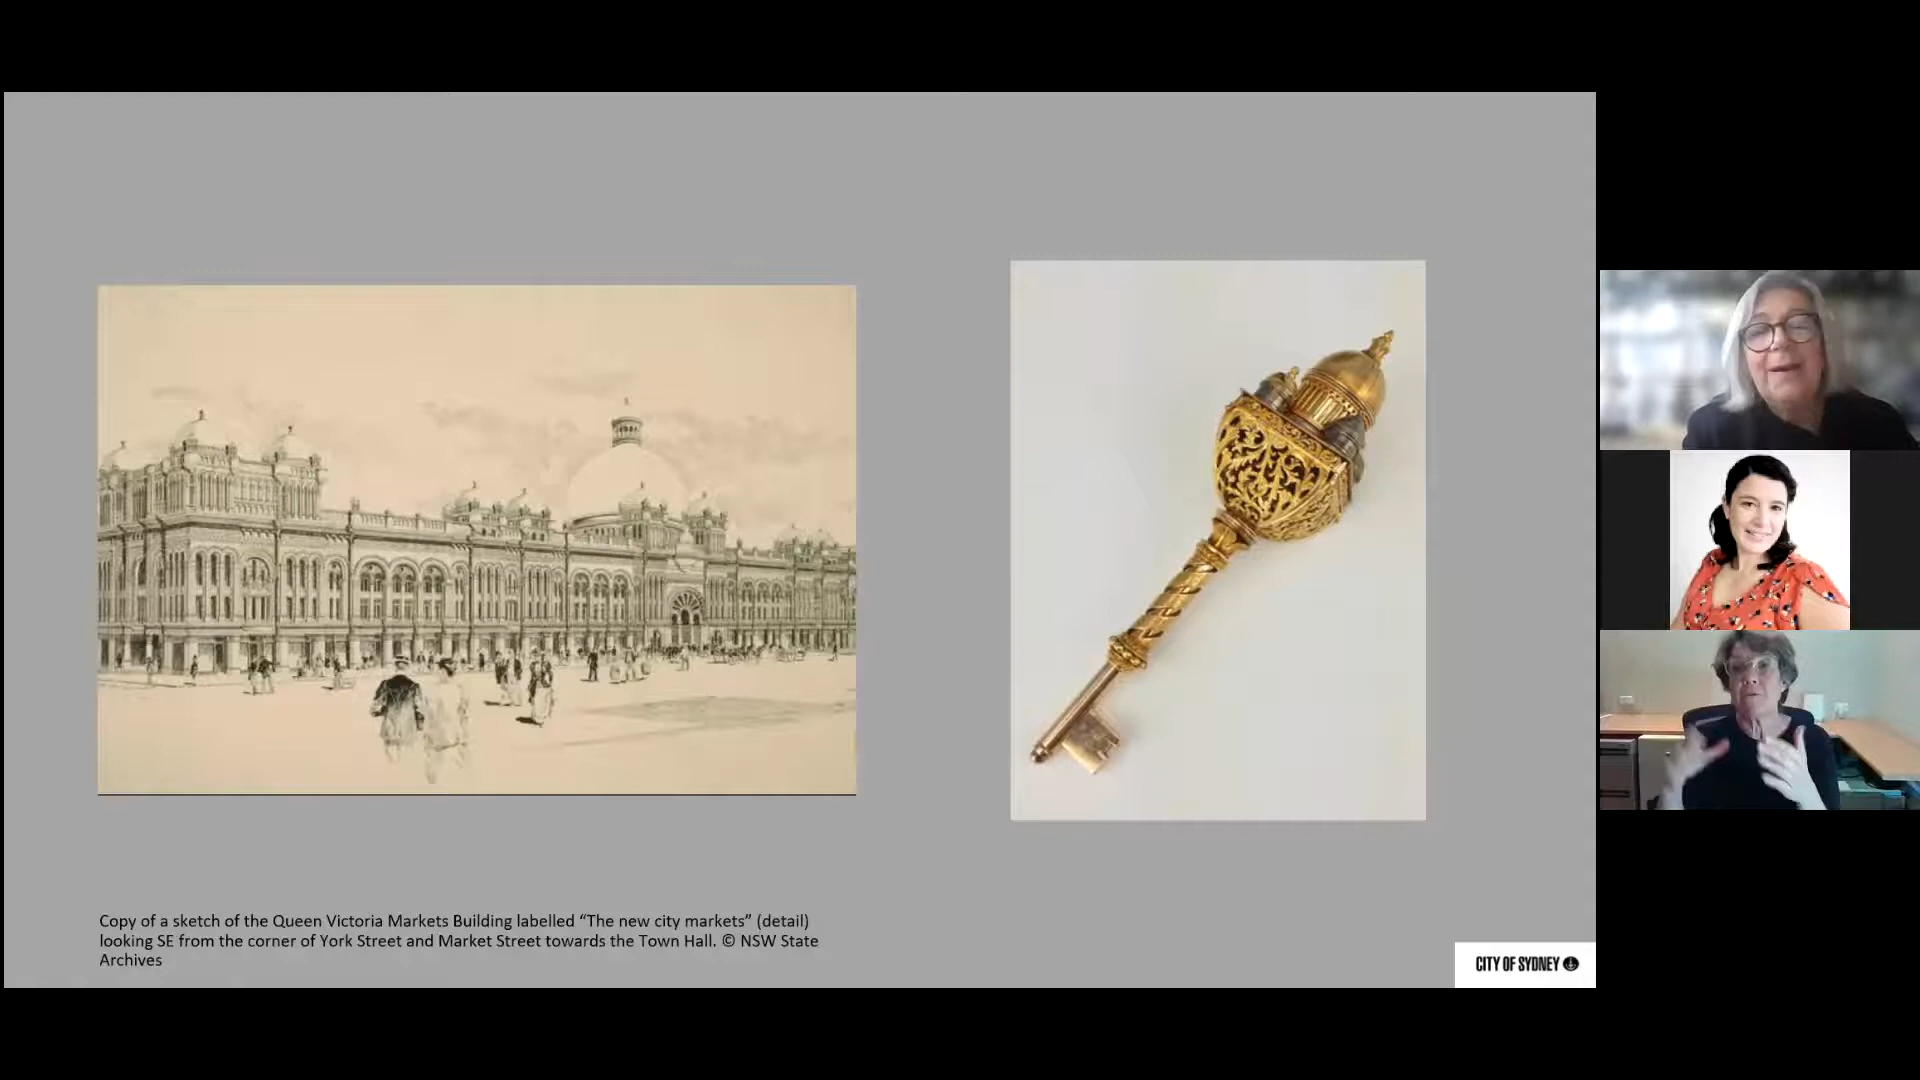 Copy of a sketch of the Queen Victoria Markets Building labelled “The new city markets” (detail)
looking SE from the corner of York Street and Market Street towards the Town Hall. © NSW State
Archives
CITY OF SYDNEY